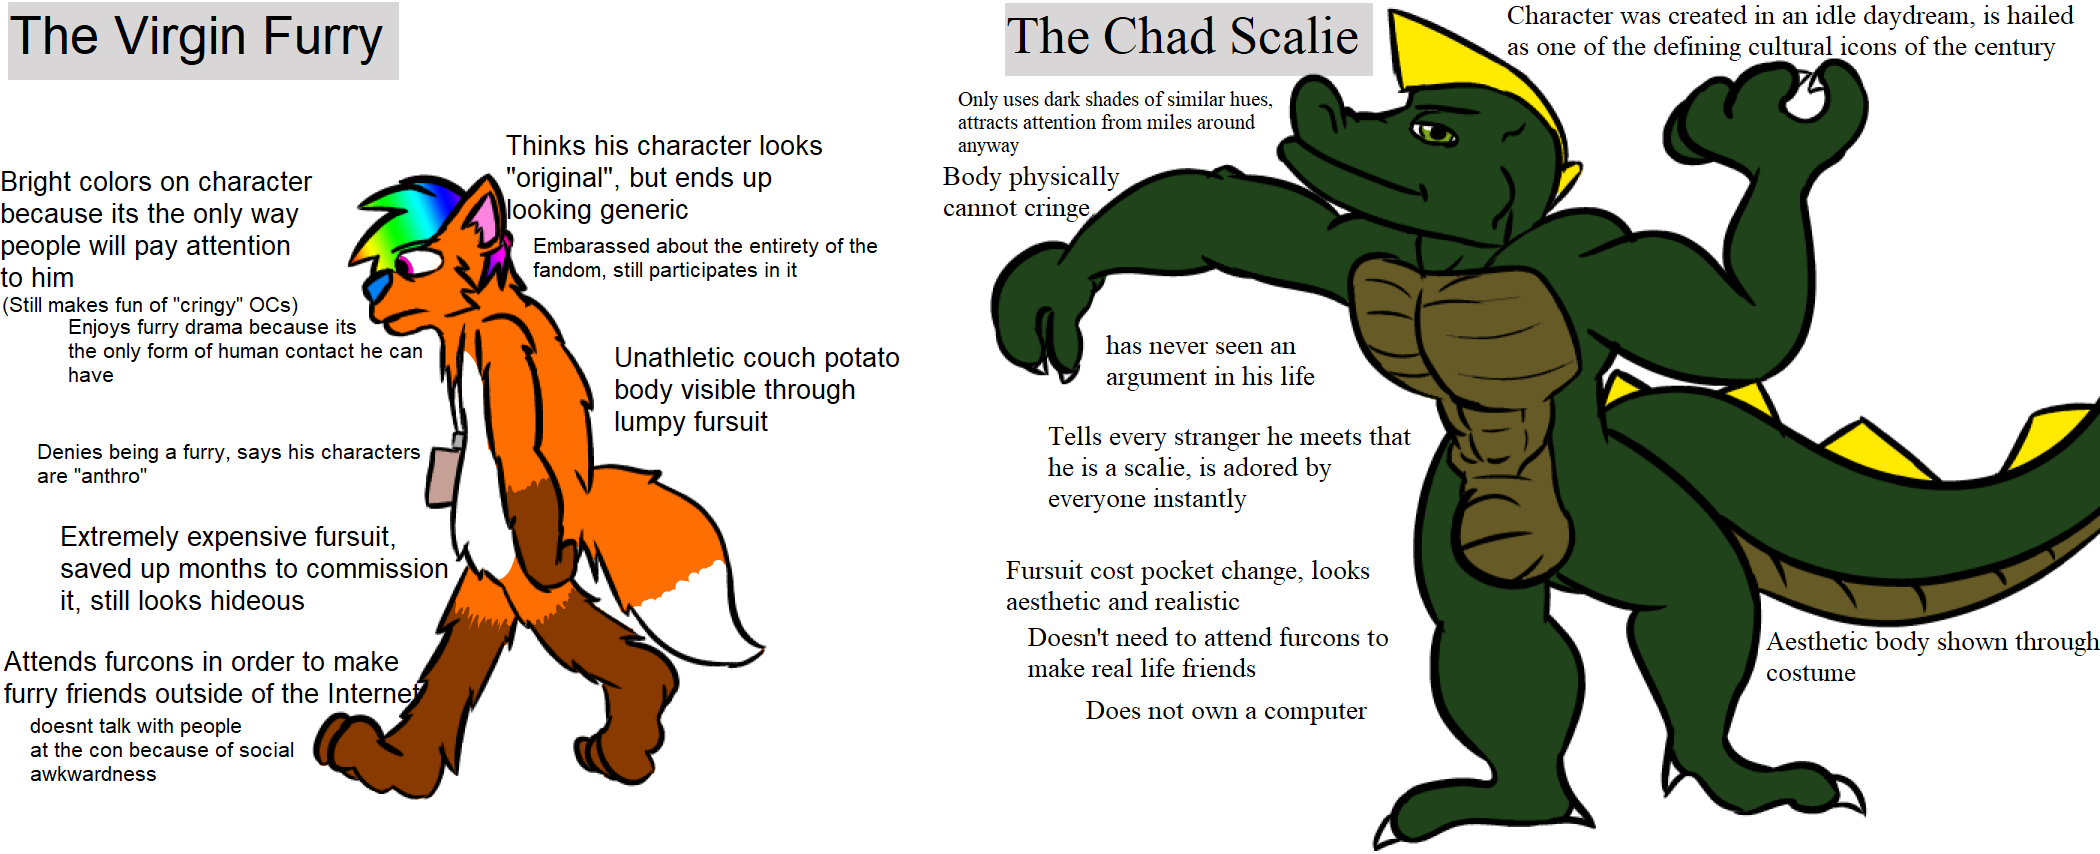 The Virgin Furry
Thinks his character looks
"original", but ends up
looking generic
Bright colors on character
because its the only way
people will pay attention
to him
(Still makes fun of "cringy" OCs)
Embarassed about the entirety of the
fandom, still participates in it
Enjoys furry drama because its
the only form of human contact he can
have
Unathletic couch potato
body visible through
lumpy fursuit
Denies being a furry, says his characters
are "anthro"
Extremely expensive fursuit,
saved up months to commission
it, still looks hideous
Attends furcons in order to make
furry friends outside of the Internet
doesnt talk with people
at the con because of social
awkwardness
The Chad Scalie
Character was created in an idle daydream, is hailed
as one of the defining cultural icons of the century
Only uses dark shades of similar hues,
attracts attention from miles around
anyway
Body physically
cannot cringe
has never seen an
argument in his life
Tells every stranger he meets that
he is a scalie, is adored by
everyone instantly
Fursuit cost pocket change, looks
aesthetic and realistic
Doesn't need to attend furcons to
make real life friends
Aesthetic body shown through
costume
Does not own a computer